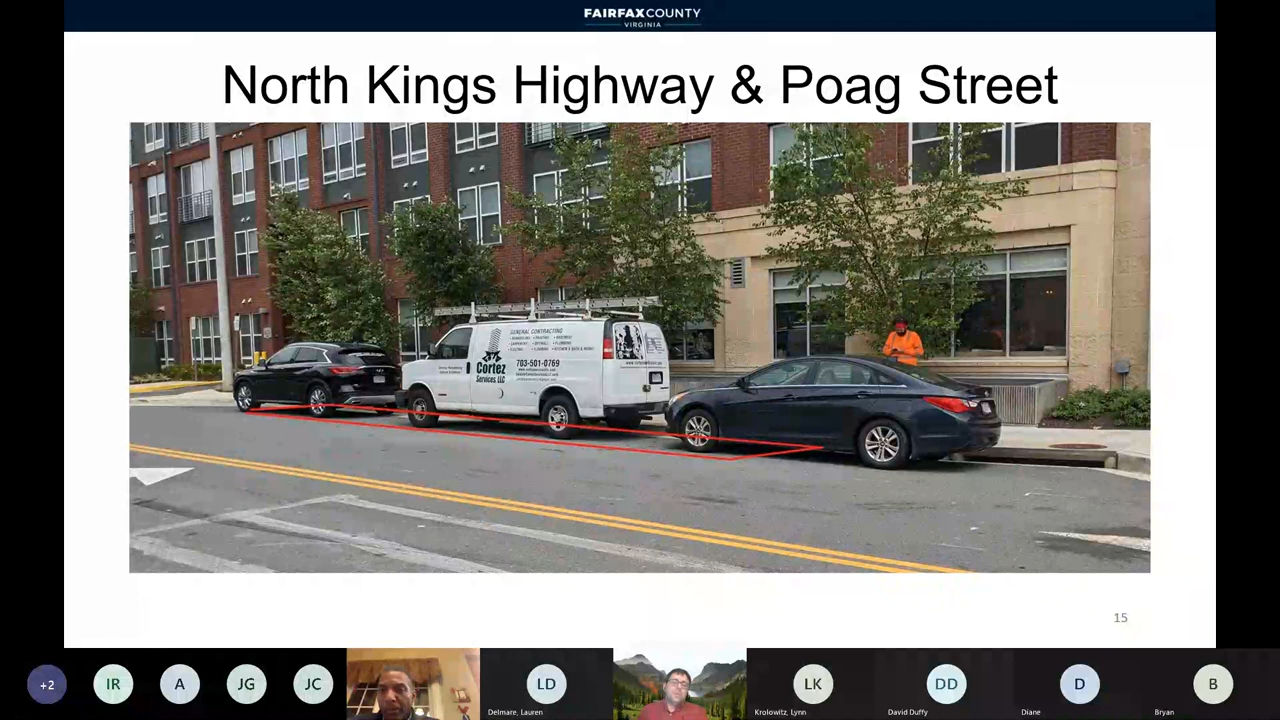 FAIRFAX COUNTY
VIRGINIA
North Kings Highway & Poag Street
GENERAL CONTRACTING
703-501-0769
Cortez
Services LLC
15
+2
IR
A
JG
JC
LD
LK
DD
D
B
Delmare, Lauren
Krolowitz, Lynn
David Duffy
Diane
Bryan